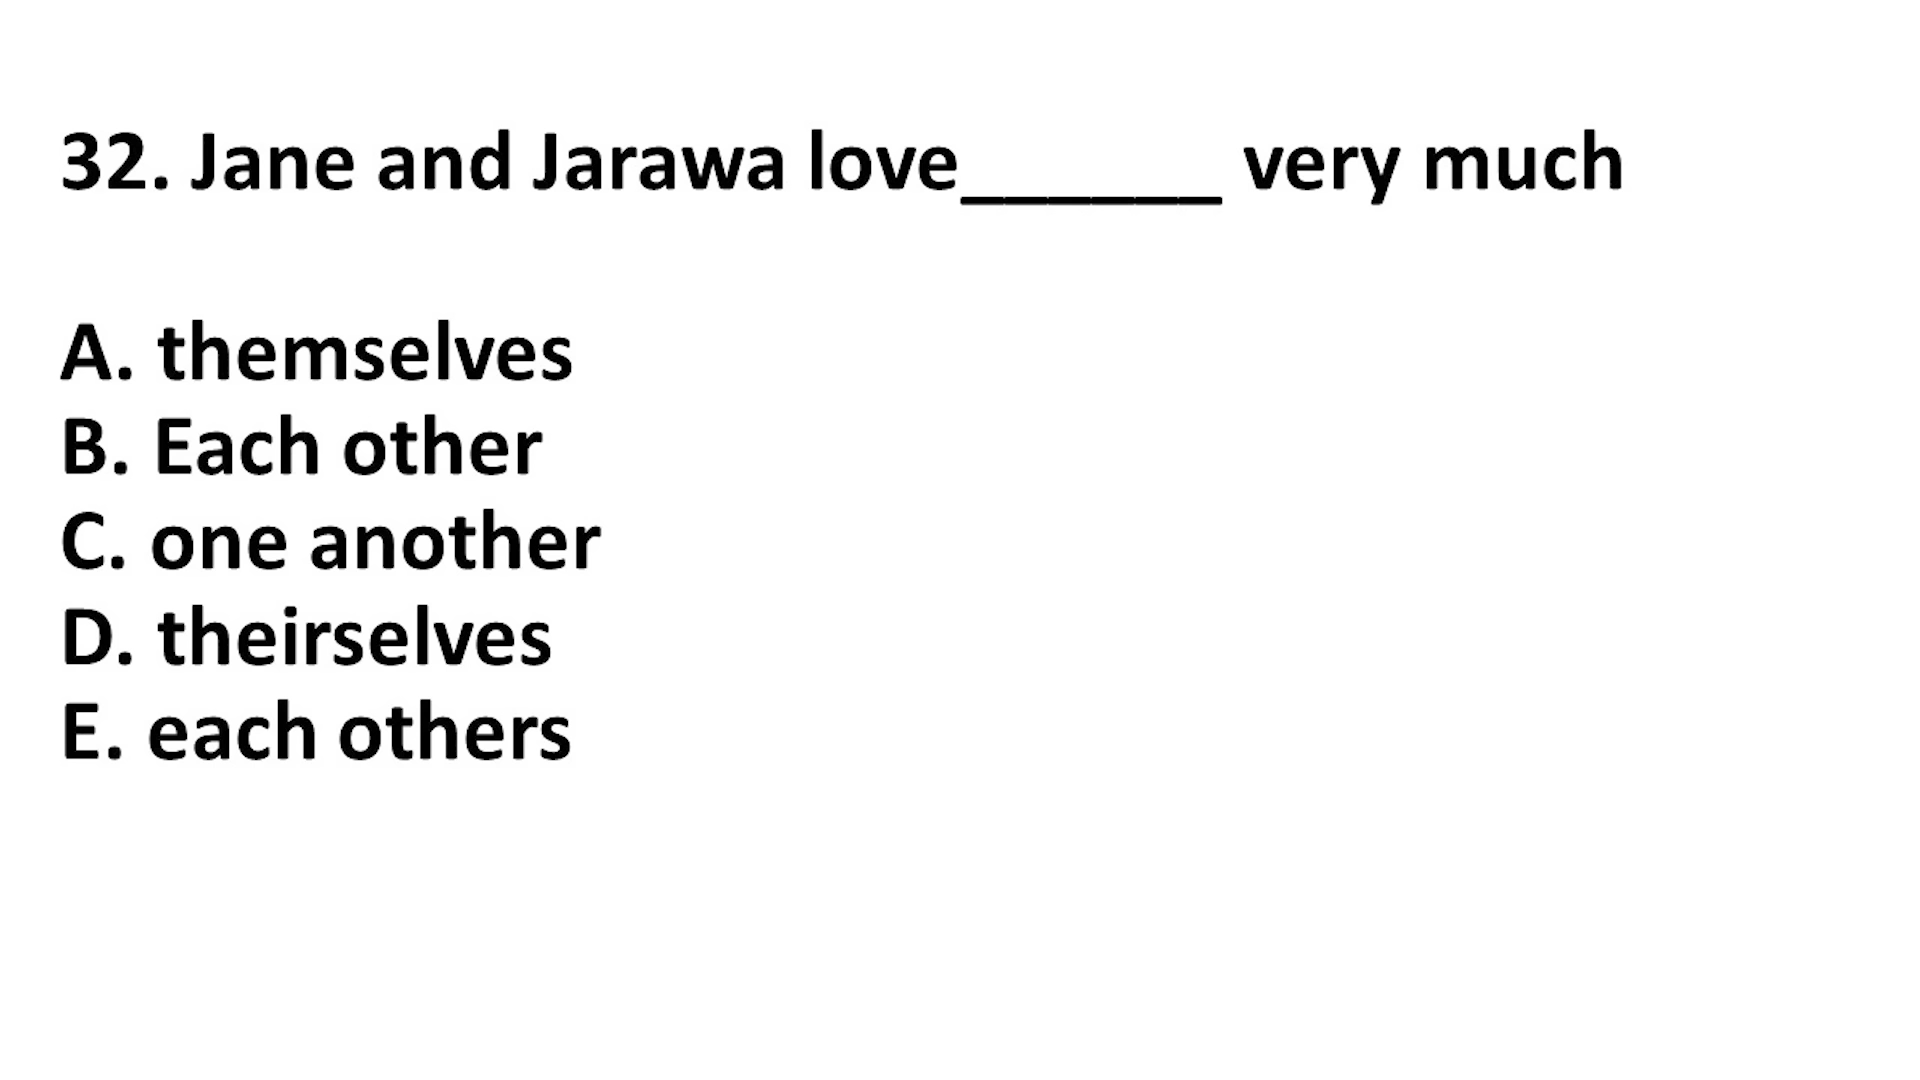 32. Jane and Jarawa love______ very much
A. themselves
B. Each other
C. one another
D. theirselves
E. each others